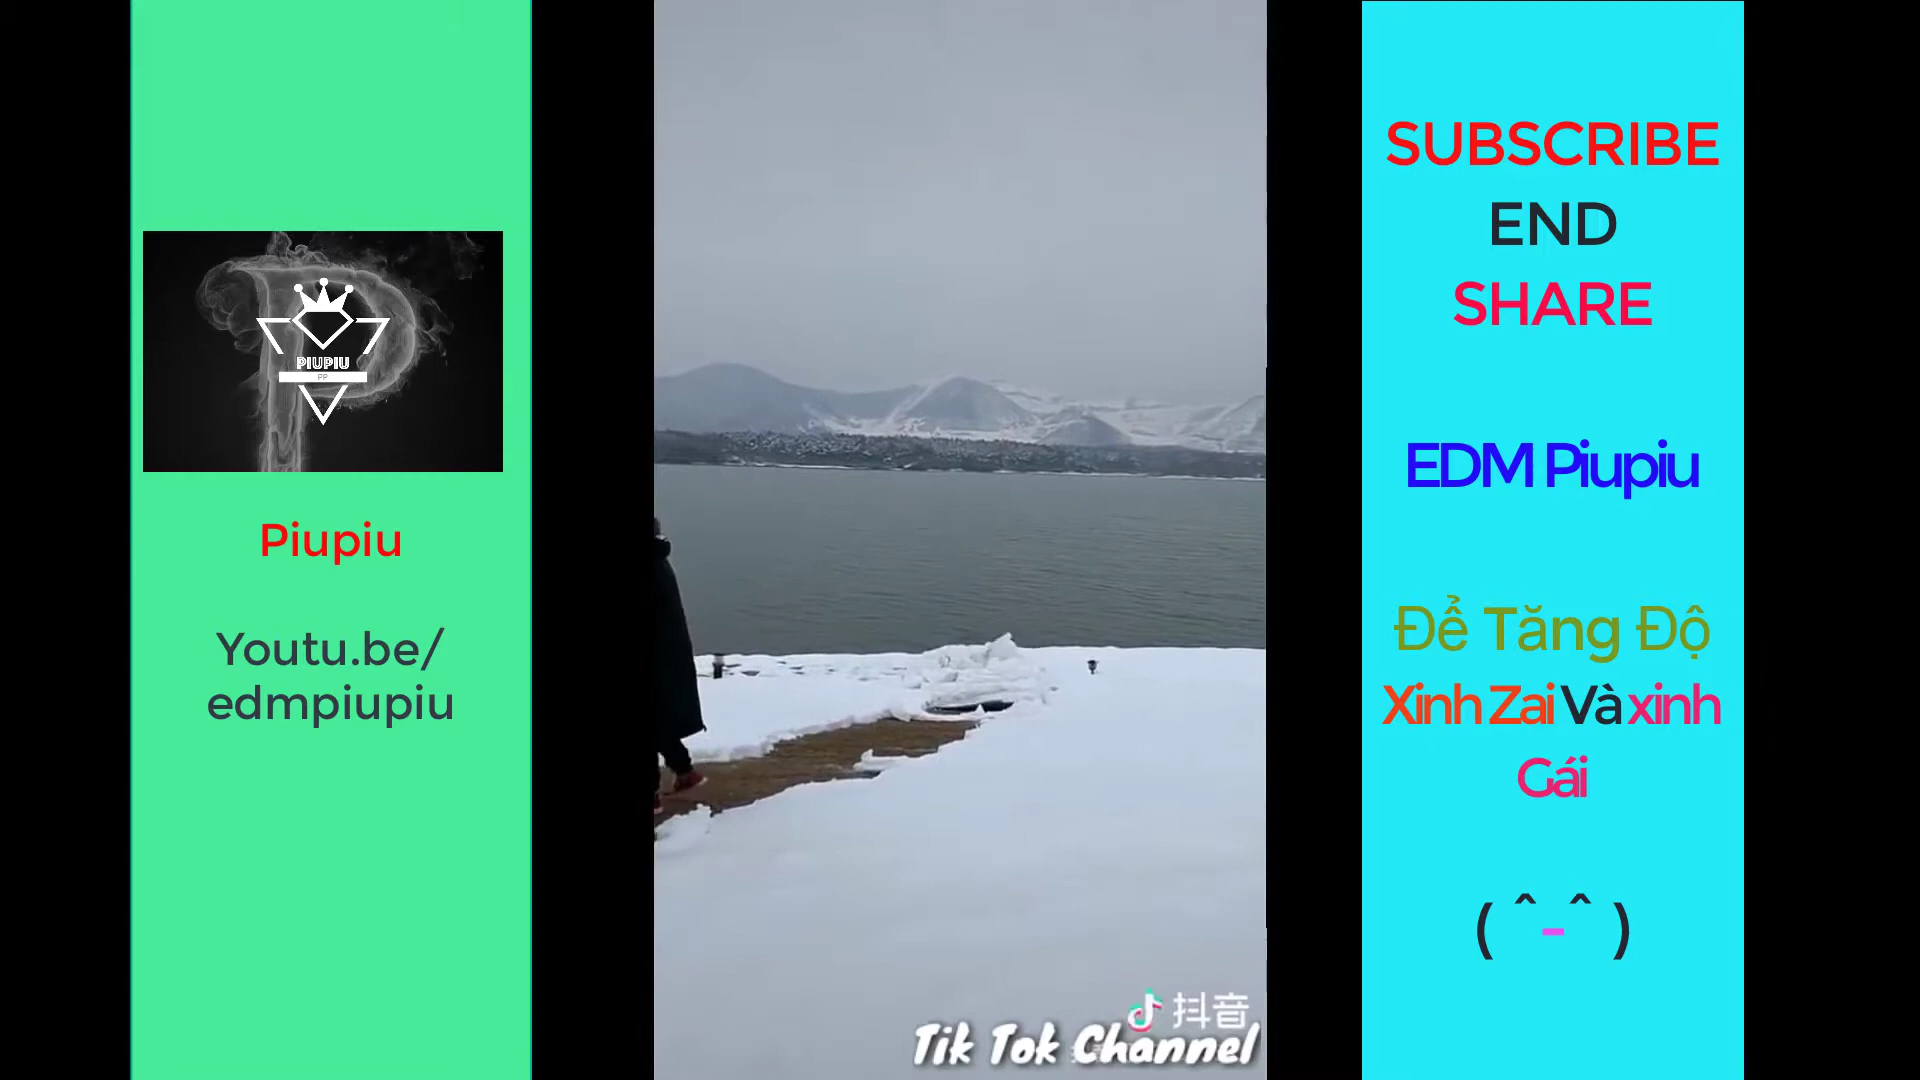 PIUPIU
PP
Piupiu
Youtu.be/
edmpiupiu
抖音
Tik Tok Channel
SUBSCRIBE
END
SHARE
EDM Piupiu
Để Tăng Độ
Xinh Zai Và xinh
Gái
(ˆ-ˆ)